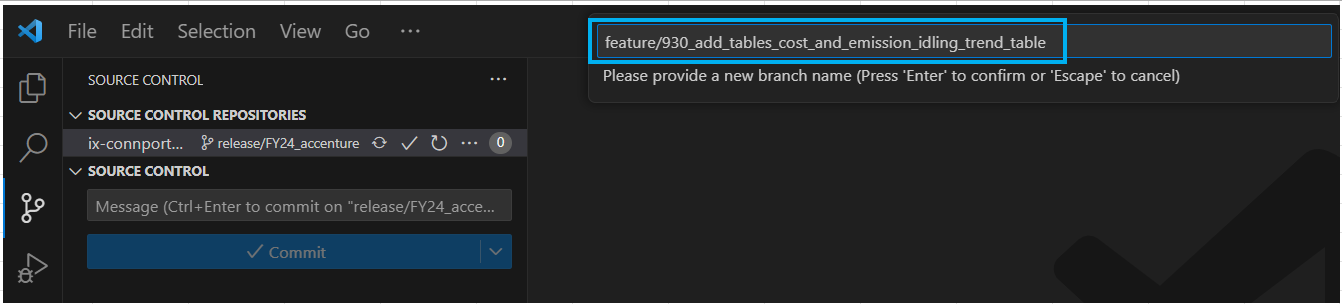 File Edit Selection View Go ...
feature/930_add_tables_cost_and_emission_idling_trend_table
Please provide a new branch name (Press 'Enter' to confirm or 'Escape' to cancel)
SOURCE CONTROL ...
SOURCE CONTROL REPOSITORIES
ix-connport... release/FY24_accenture ... 0
SOURCE CONTROL
Message (Ctrl+Enter to commit on "release/FY24_acce...
Commit